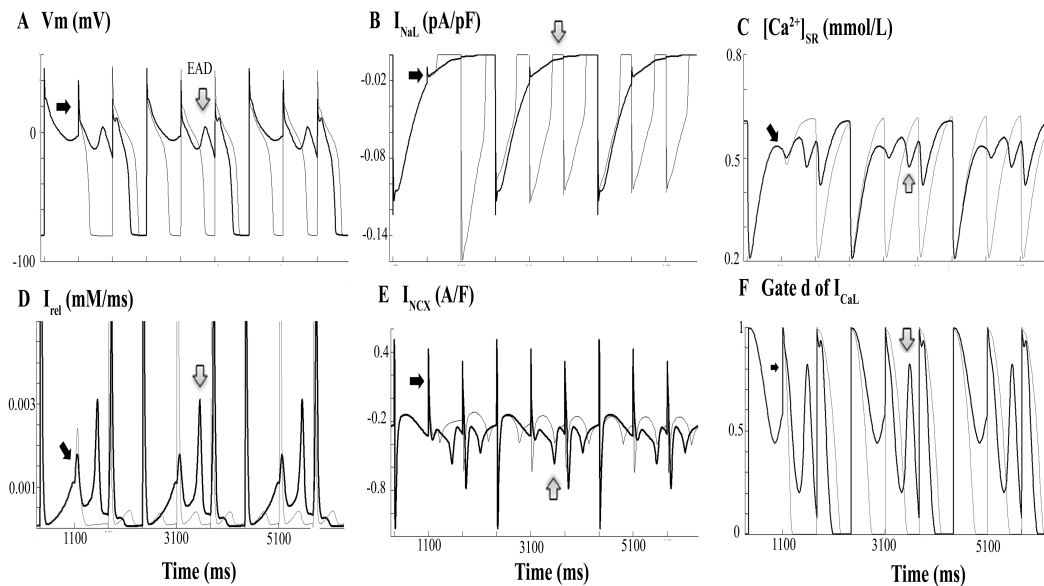 A Vm (mV)
B I_NaL (pA/pF)
C [Ca²⁺]_SR (mmol/L)
EAD
0
-100
-0.02
-0.08
-0.14
0.8
0.5
0.2
D I_rel (mM/ms)
E I_NCX (A/F)
F Gate d of I_CaL
0.003
0.001
1100
3100
5100
Time (ms)
0.4
-0.2
-0.8
1100
3100
5100
Time (ms)
1
0.5
0
1100
3100
5100
Time (ms)